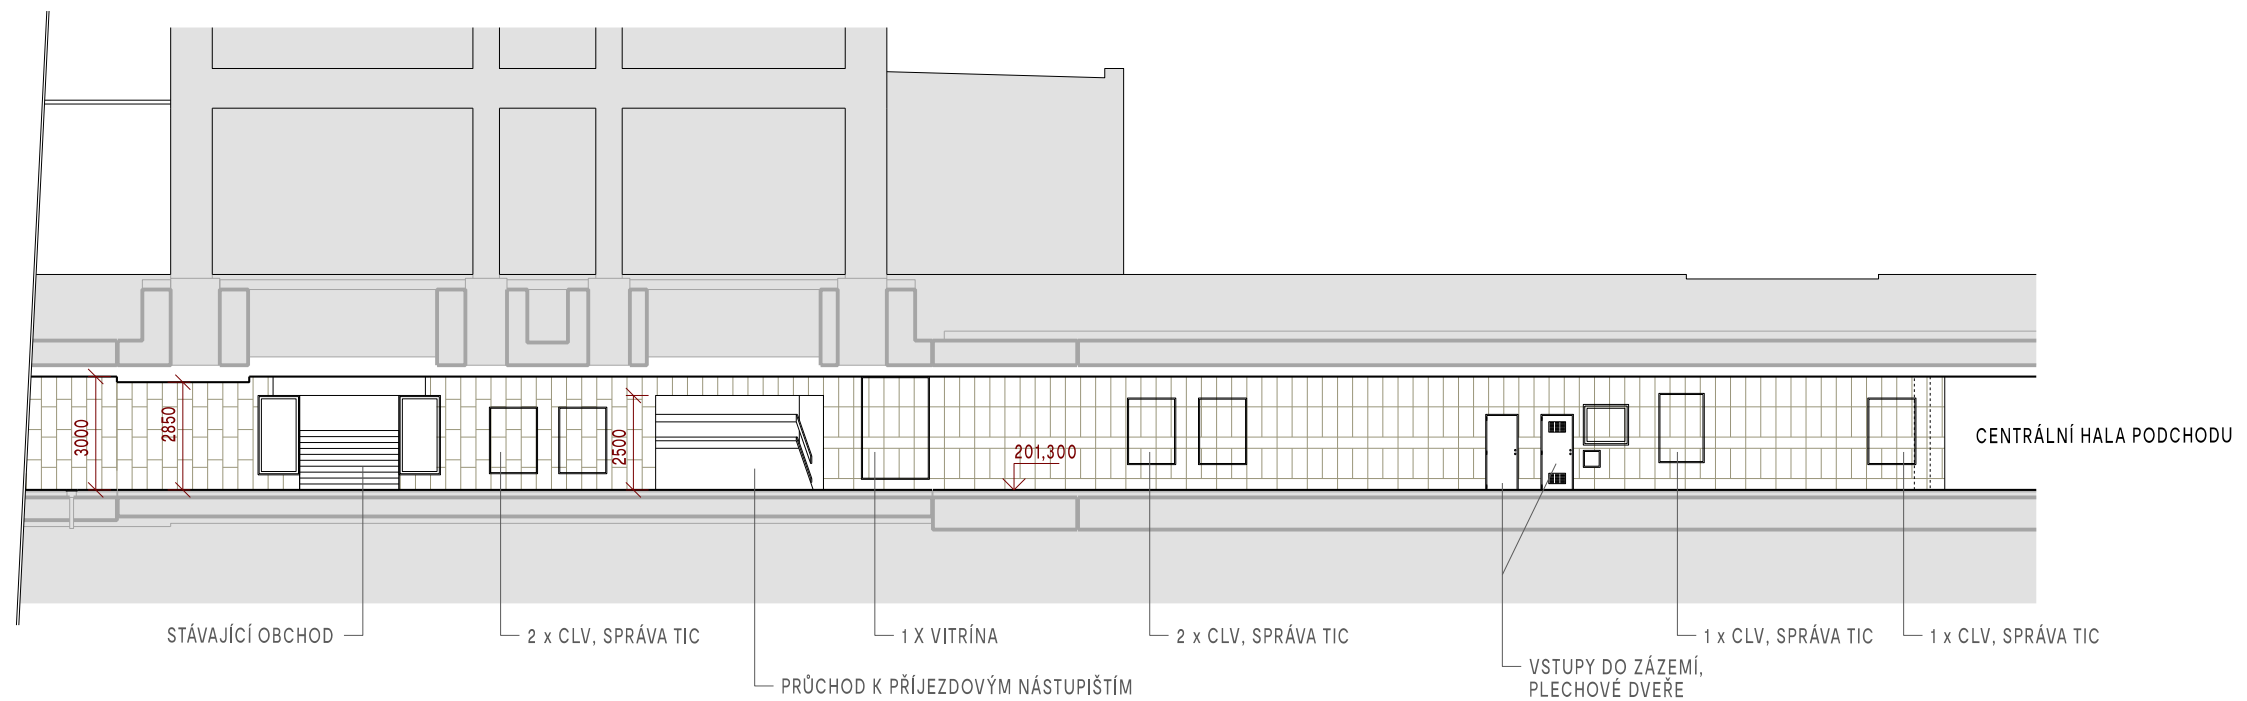 3000
2850
2500
201,300
CENTRÁLNÍ HALA PODCHODU
STÁVAJÍCÍ OBCHOD
2 x CLV, SPRÁVA TIC
1 X VITRÍNA
2 x CLV, SPRÁVA TIC
1 x CLV, SPRÁVA TIC
1 x CLV, SPRÁVA TIC
PRŮCHOD K PŘÍJEZDOVÝM NÁSTUPIŠTÍM
VSTUPY DO ZÁZEMÍ,
PLECHOVÉ DVEŘE